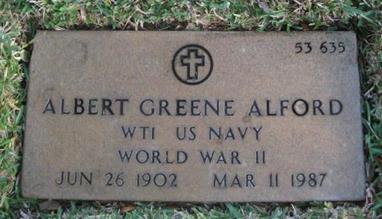 53 635
ALBERT GREENE ALFORD
WT1 US NAVY
WORLD WAR II
JUN 26 1902 MAR 11 1987